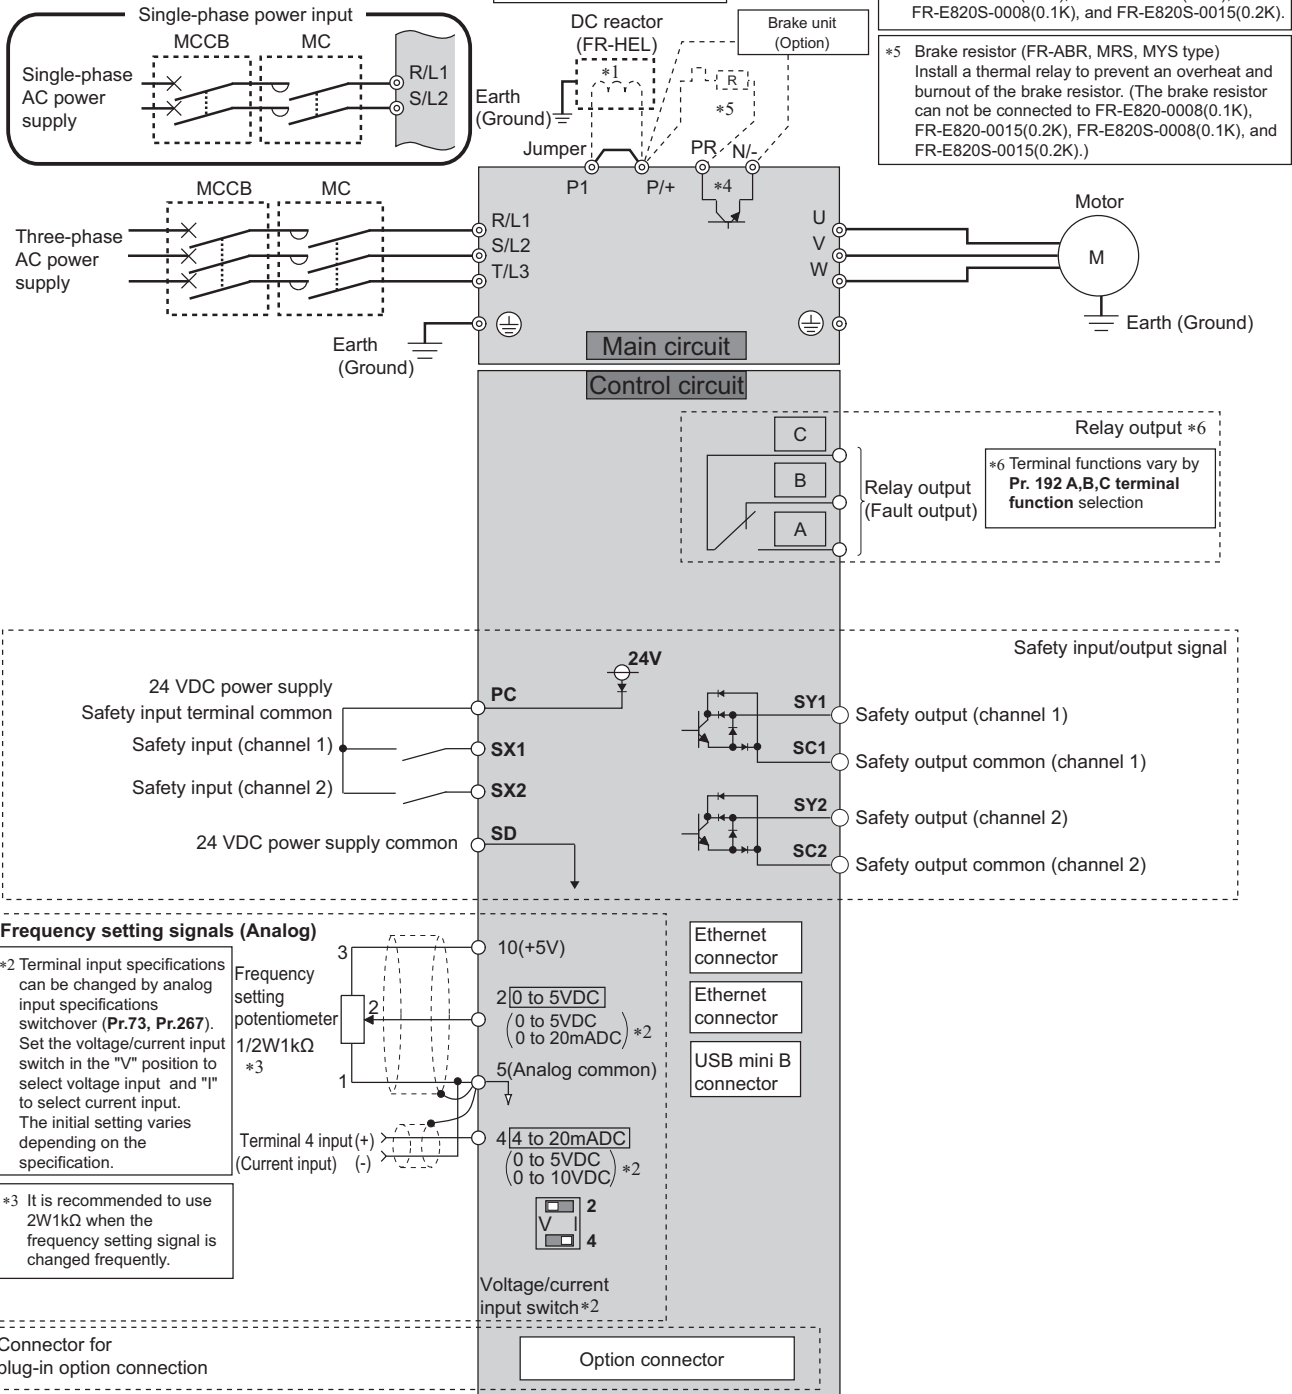 Single-phase power input
MCCB
MC
Single-phase
AC power
supply
R/L1
S/L2
DC reactor
(FR-HEL)
*1
Earth
(Ground)
Jumper
Brake unit
(Option)
R
*5
PR
N/-
P1
P/+
*4
FR-E820S-0008(0.1K), and FR-E820S-0015(0.2K).
*5 Brake resistor (FR-ABR, MRS, MYS type)
Install a thermal relay to prevent an overheat and
burnout of the brake resistor. (The brake resistor
can not be connected to FR-E820-0008(0.1K),
FR-E820-0015(0.2K), FR-E820S-0008(0.1K), and
FR-E820S-0015(0.2K).)
MCCB
MC
Three-phase
AC power
supply
R/L1
S/L2
T/L3
U
V
W
Motor
M
Earth
(Ground)
Earth (Ground)
Main circuit
Control circuit
C
B
A
Relay output *6
Relay output
(Fault output)
*6 Terminal functions vary by
Pr. 192 A,B,C terminal
function selection
Safety input/output signal
24V
24 VDC power supply
Safety input terminal common
PC
Safety input (channel 1)
SX1
Safety input (channel 2)
SX2
24 VDC power supply common
SD
SY1
Safety output (channel 1)
SC1
Safety output common (channel 1)
SY2
Safety output (channel 2)
SC2
Safety output common (channel 2)
Frequency setting signals (Analog)
*2 Terminal input specifications
can be changed by analog
input specifications
switchover (Pr.73, Pr.267).
Set the voltage/current input
switch in the "V" position to
select voltage input and "I"
to select current input.
The initial setting varies
depending on the
specification.
Frequency
setting
potentiometer
1/2W1kΩ
*3
3
2
1
10(+5V)
2 0 to 5VDC
(0 to 5VDC
0 to 20mADC) *2
5(Analog common)
Terminal 4 input (+)
(Current input) (-)
4 4 to 20mADC
(0 to 5VDC
0 to 10VDC) *2
2
V I
4
Voltage/current
input switch *2
*3 It is recommended to use
2W1kΩ when the
frequency setting signal is
changed frequently.
Ethernet
connector
Ethernet
connector
USB mini B
connector
Connector for
plug-in option connection
Option connector